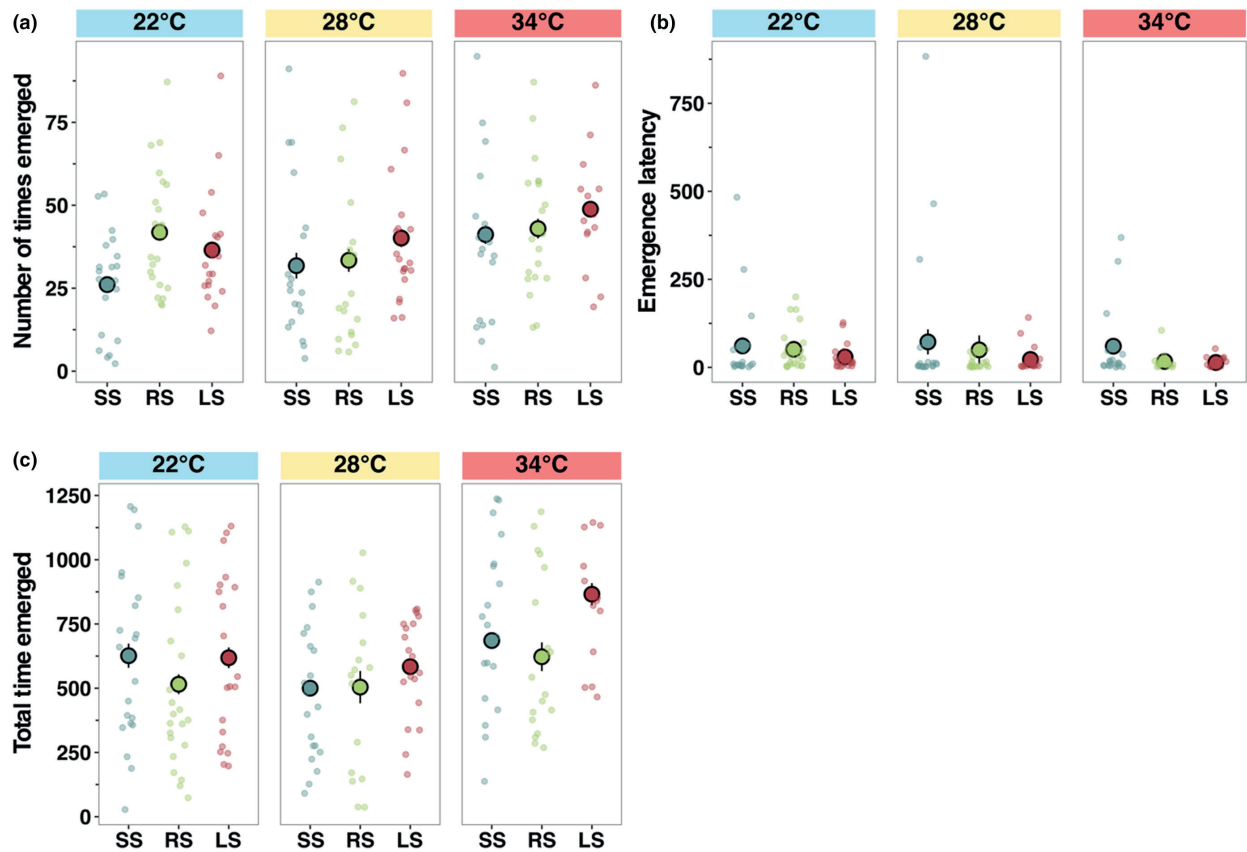 (a) 22°C 28°C 34°C
Number of times emerged
75
50
25
0
SS RS LS SS RS LS SS RS LS
(b) 22°C 28°C 34°C
Emergence latency
750
500
250
0
SS RS LS SS RS LS SS RS LS
(c) 22°C 28°C 34°C
Total time emerged
1250
1000
750
500
250
0
SS RS LS SS RS LS SS RS LS